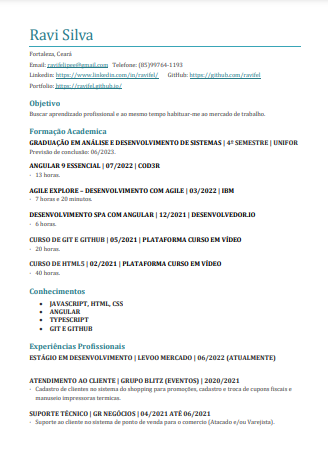 Ravi Silva
Fortaleza, Ceará
Email: ravifelipee@gmail.com Telefone: (85)99764-1193
Linkedin: https://www.linkedin.com/in/ravifel/ GitHub: https://github.com/ravifel
Portfolio: https://ravifel.github.io/
Objetivo
Buscar aprendizado profissional e ao mesmo tempo habituar-me ao mercado de trabalho.
Formação Academica
GRADUAÇÃO EM ANÁLISE E DESENVOLVIMENTO DE SISTEMAS | 4º SEMESTRE | UNIFOR
Previsão de conclusão: 06/2023.
ANGULAR 9 ESSENCIAL | 07/2022 | COD3R
· 13 horas.
AGILE EXPLORE – DESENVOLVIMENTO COM AGILE | 03/2022 | IBM
· 7 horas e 20 minutos.
DESENVOLVIMENTO SPA COM ANGULAR | 12/2021 | DESENVOLVEDOR.IO
· 6 horas.
CURSO DE GIT E GITHUB | 05/2021 | PLATAFORMA CURSO EM VÍDEO
· 20 horas.
CURSO DE HTML5 | 02/2021 | PLATAFORMA CURSO EM VÍDEO
· 40 horas.
Conhecimentos
• JAVASCRIPT, HTML, CSS
• ANGULAR
• TYPESCRIPT
• GIT E GITHUB
Experiências Profissionais
ESTÁGIO EM DESENVOLVIMENTO | LEVOO MERCADO | 06/2022 (ATUALMENTE)
ATENDIMENTO AO CLIENTE | GRUPO BLITZ (EVENTOS) | 2020/2021
· Cadastro de clientes no sistema do shopping para promoções, cadastro e troca de cupons fiscais e
manuseio impressoras termicas.
SUPORTE TÉCNICO | GR NEGÓCIOS | 04/2021 ATÉ 06/2021
· Suporte ao cliente no sistema de ponto de venda para o comercio (Atacado e/ou Varejista).